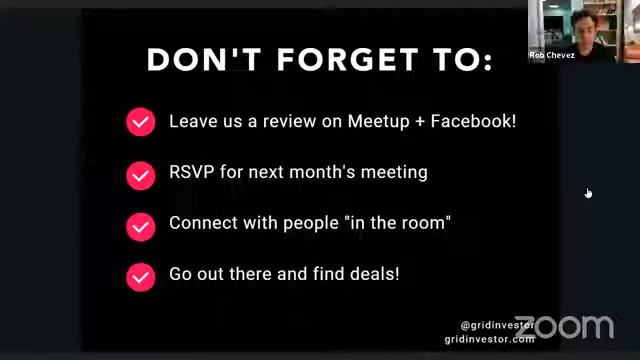 DON'T FORGET TO:
Rob Chevez
Leave us a review on Meetup + Facebook!
RSVP for next month's meeting
Connect with people "in the room"
Go out there and find deals!
@gridinvestor
gridinvestor.com
zoom